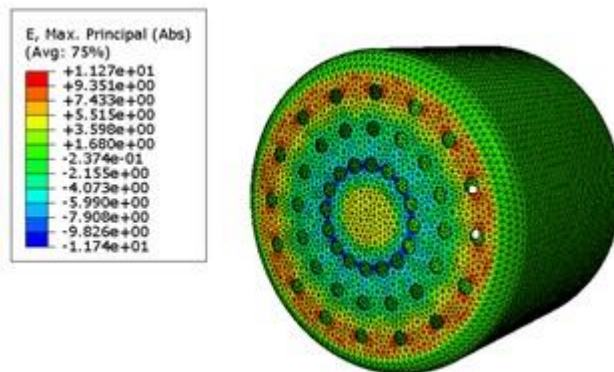 E, Max. Principal (Abs)
(Avg: 75%)
+1.127e+01
+9.351e+00
+7.433e+00
+5.515e+00
+3.598e+00
+1.680e+00
-2.374e-01
-2.155e+00
-4.073e+00
-5.990e+00
-7.908e+00
-9.826e+00
-1.174e+01